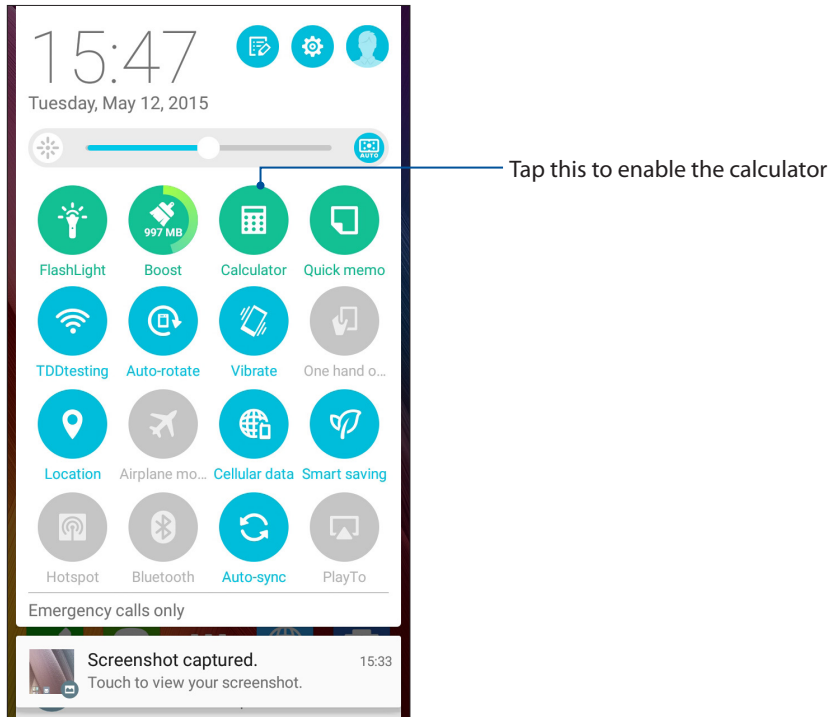 15:47
Tuesday, May 12, 2015
AUTO
Tap this to enable the calculator
997 MB
FlashLight Boost Calculator Quick memo
TDDtesting Auto-rotate Vibrate One hand o...
Location Airplane mo... Cellular data Smart saving
Hotspot Bluetooth Auto-sync PlayTo
Emergency calls only
Screenshot captured. 15:33
Touch to view your screenshot.